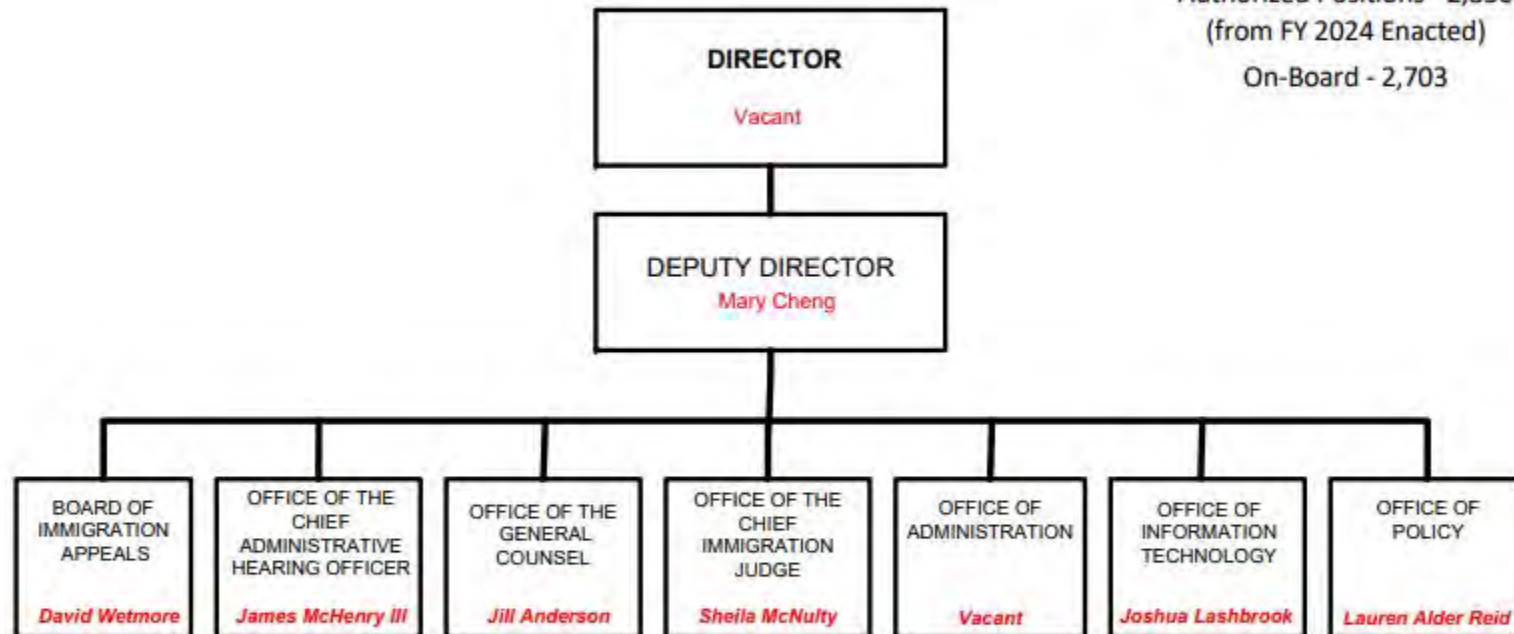 (from FY 2024 Enacted)
On-Board - 2,703
DIRECTOR
Vacant
DEPUTY DIRECTOR
Mary Cheng
BOARD OF
IMMIGRATION
APPEALS
David Wetmore
OFFICE OF THE
CHIEF
ADMINISTRATIVE
HEARING OFFICER
James McHenry III
OFFICE OF THE
GENERAL
COUNSEL
Jill Anderson
OFFICE OF THE
CHIEF
IMMIGRATION
JUDGE
Sheila McNulty
OFFICE OF
ADMINISTRATION
Vacant
OFFICE OF
INFORMATION
TECHNOLOGY
Joshua Lashbrook
OFFICE OF
POLICY
Lauren Alder Reid